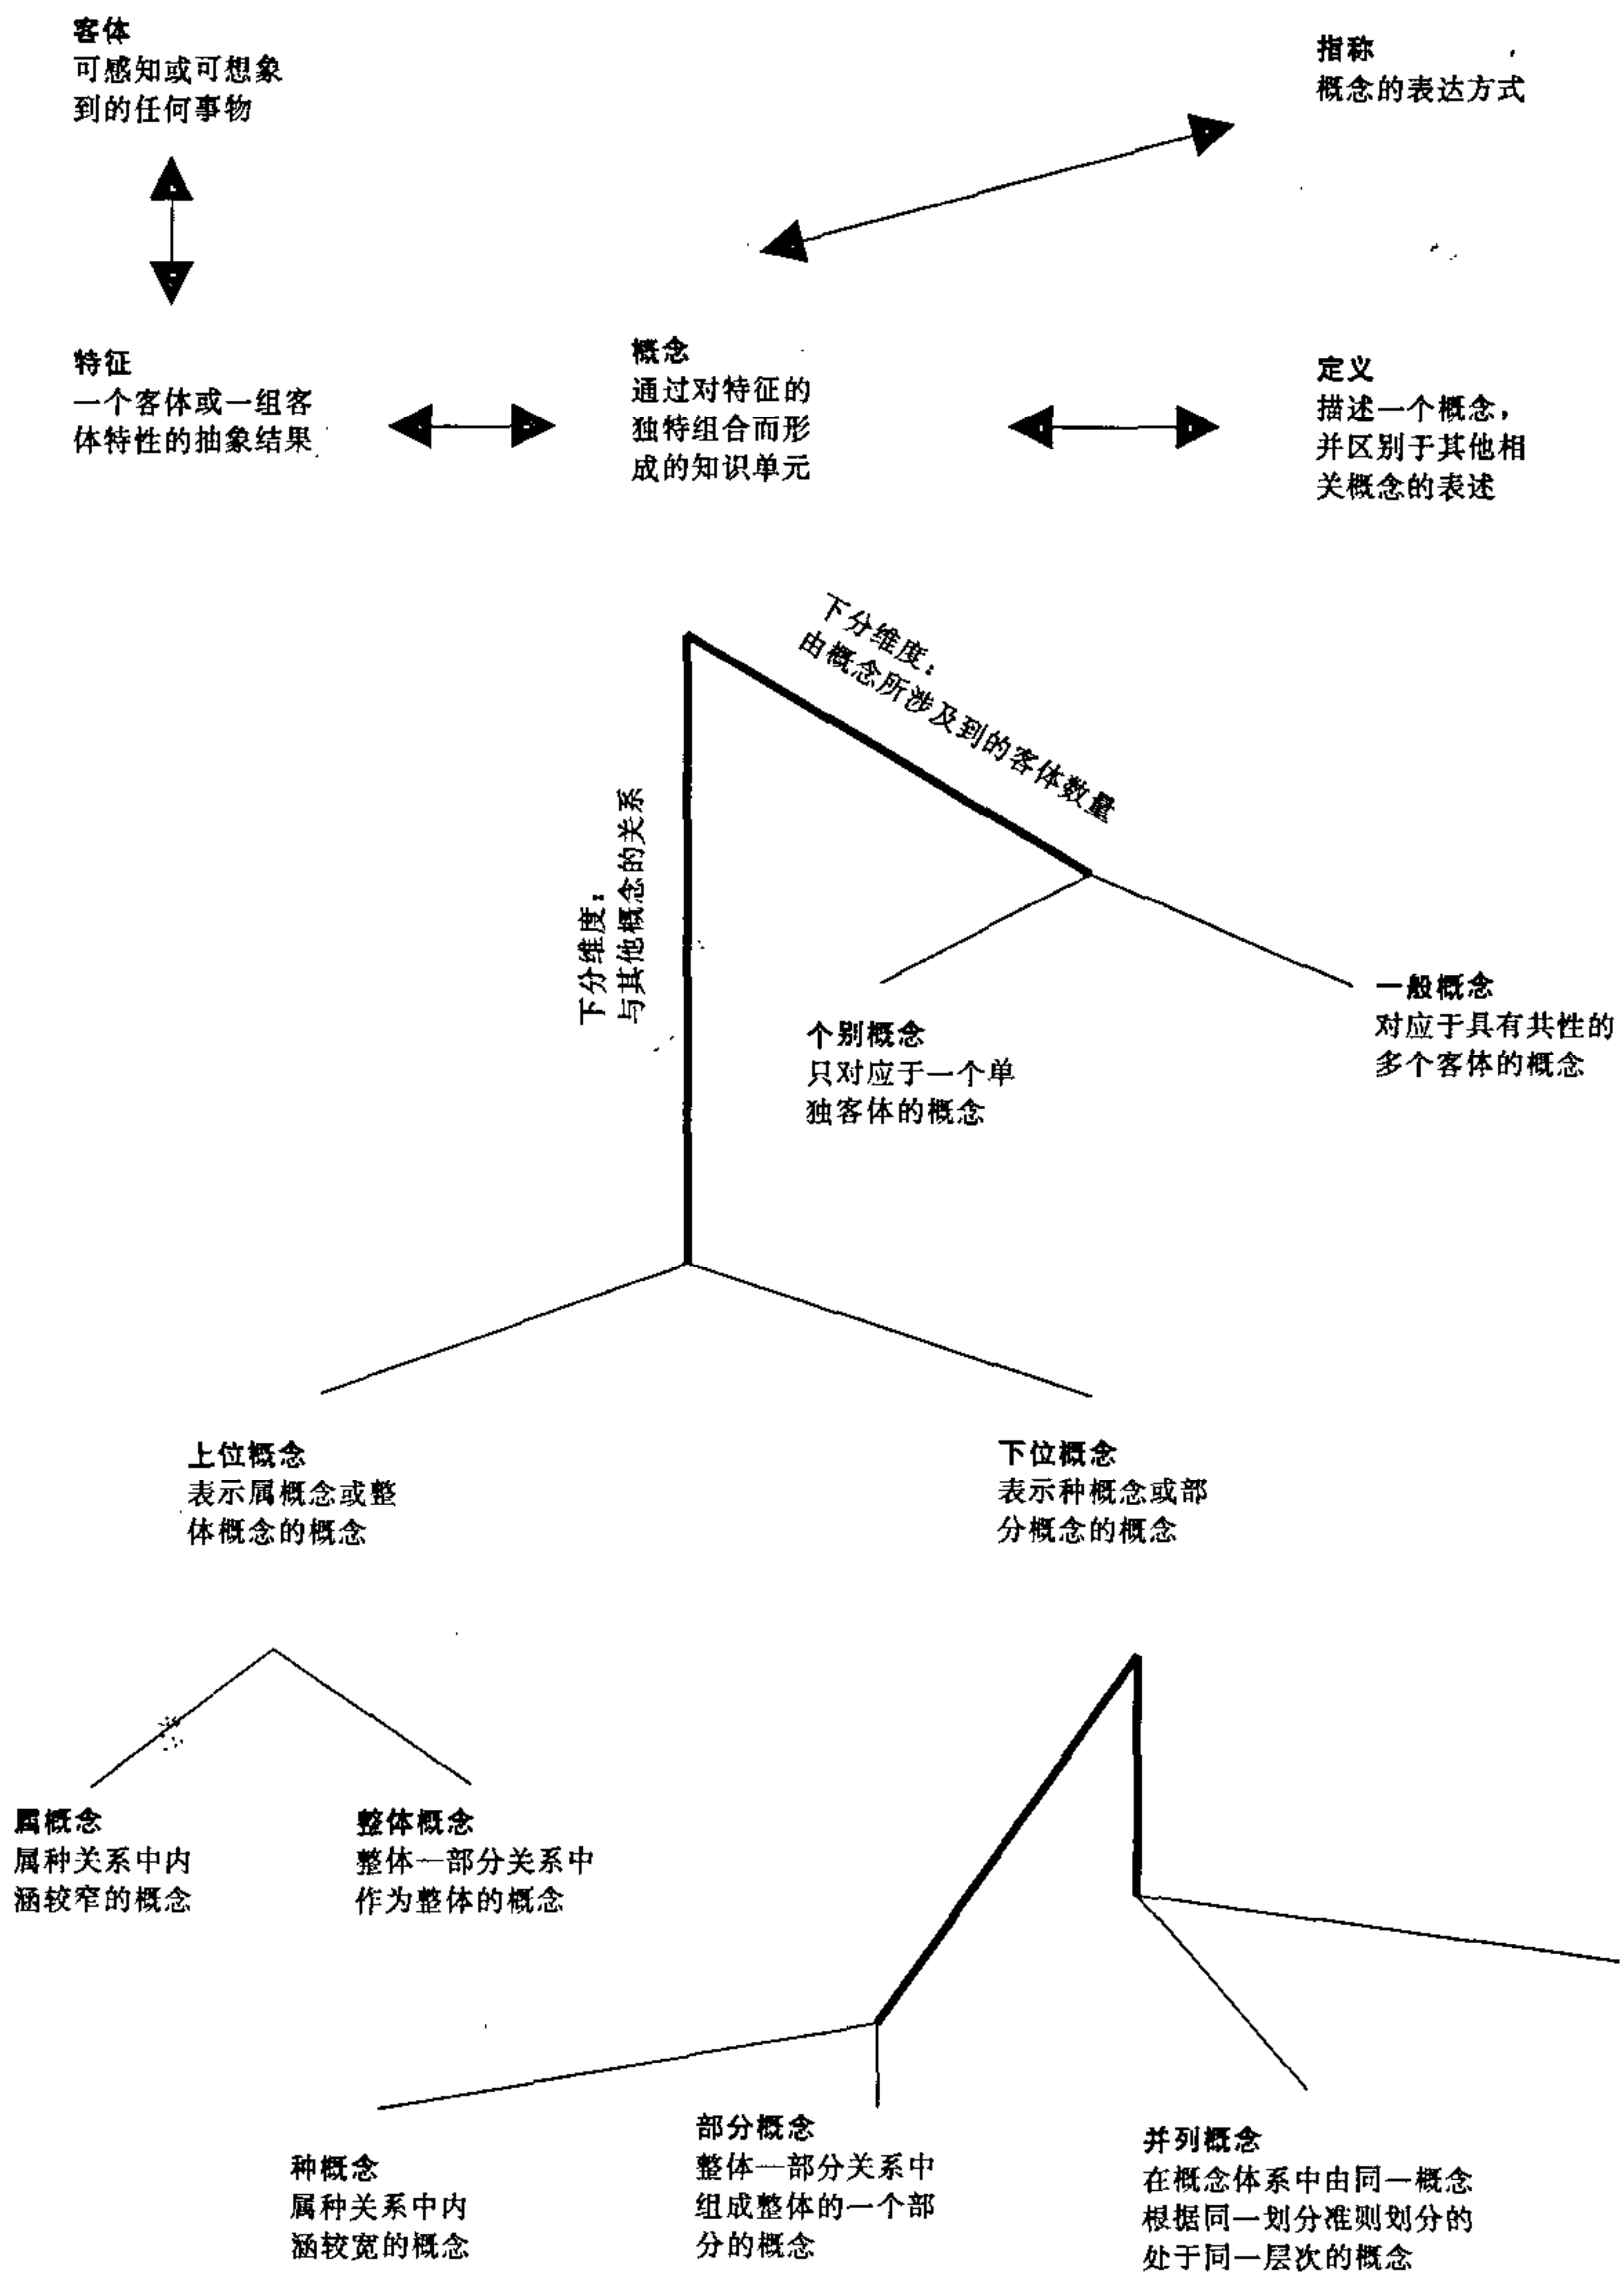 客体
可感知或可想象
到的任何事物
指称
概念的表达方式
特征
一个客体或一组客
体特性的抽象结果
概念
通过对特征的
独特组合而形
成的知识单元
定义
描述一个概念，
并区别于其他相
关概念的表述
下分维度：
由概念所涉及到的客体数量
下分维度：
与其他概念的关系
个别概念
只对应于一个单
独客体的概念
一般概念
对应于具有共性的
多个客体的概念
上位概念
表示属概念或整
体概念的概念
下位概念
表示种概念或部
分概念的概念
属概念
属种关系中内
涵较窄的概念
整体概念
整体—部分关系中
作为整体的概念
种概念
属种关系中内
涵较宽的概念
部分概念
整体—部分关系中
组成整体的一个部
分的概念
并列概念
在概念体系中由同一概念
根据同一划分准则划分的
处于同一层次的概念